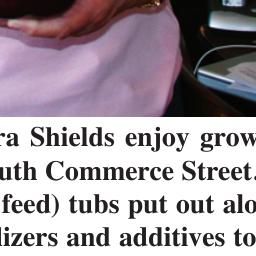 ra Shields enjoy grow
uth Commerce Street.
feed) tubs put out alo
lizers and additives to